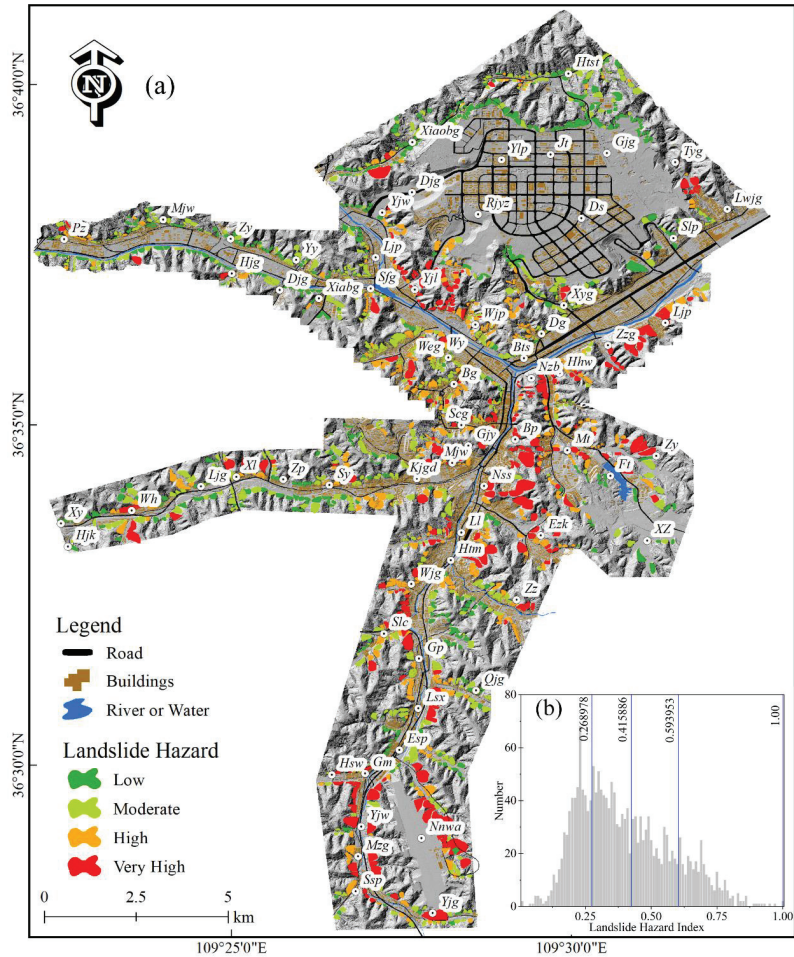 N
(a)
36°40'0"N
36°35'0"N
36°30'0"N
109°25'0"E
109°30'0"E
Htst
Xiaobg
Ylp
Jt
Gjg
Tyg
Djg
Yjw
Rjyz
Ds
Lwjg
Pz
Mjw
Zy
Yy
Ljp
Slp
Hjg
Djg
Xiabg
Sfg
Yjl
Xyg
Wjp
Dg
Ljp
Weg
Wy
Bts
Zzg
Bg
Nzb
Hhw
Scg
Gjy
Bp
Mt
Zy
Ljg
Xl
Zp
Sy
Kjgd
Mjw
Nss
Ft
Xy
Wh
Hjk
Ll
Ezk
XZ
Htm
Wjg
Zz
Slc
Gp
Qjg
Lsx
Esp
Hsw
Gm
Yjw
Nnwa
Mzg
Ssp
Yjg
Legend
Road
Buildings
River or Water
Landslide Hazard
Low
Moderate
High
Very High
0
2
5
km
(b)
0.268978
0.415886
0.593953
1.00
Number
80
60
40
20
0
0.25
0.50
0.75
1.00
Landslide Hazard Index